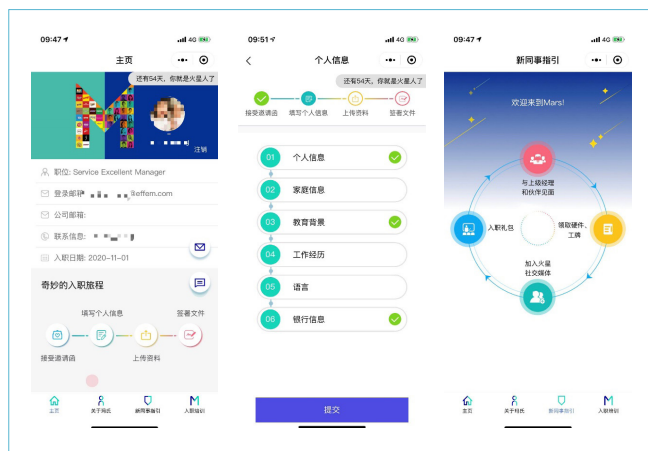 09:47
4G
主页
还有54天，你就是火星人了
注销
职位: Service Excellent Manager
登录邮箱
@effem.com
公司邮箱:
联系信息:
入职日期: 2020-11-01
奇妙的入职旅程
填写个人信息
签署文件
接受邀请函
上传资料
主页
关于玛氏
新同事指引
入职培训
09:51
4G
个人信息
还有54天，你就是火星人了
接受邀请函
填写个人信息
上传资料
签署文件
01 个人信息
02 家庭信息
03 教育背景
04 工作经历
05 语言
06 银行信息
提交
09:47
4G
新同事指引
欢迎来到Mars!
与上级经理
和伙伴见面
入职礼包
领取硬件、
工牌
加入火星
社交媒体
主页
关于玛氏
新同事指引
入职培训